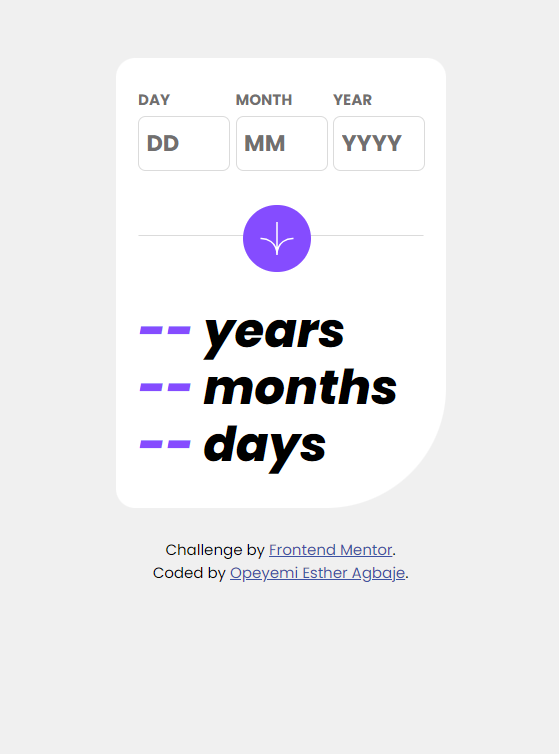 DAY MONTH YEAR
DD MM YYYY
-- years
-- months
-- days
Challenge by Frontend Mentor.
Coded by Opeyemi Esther Agbaje.